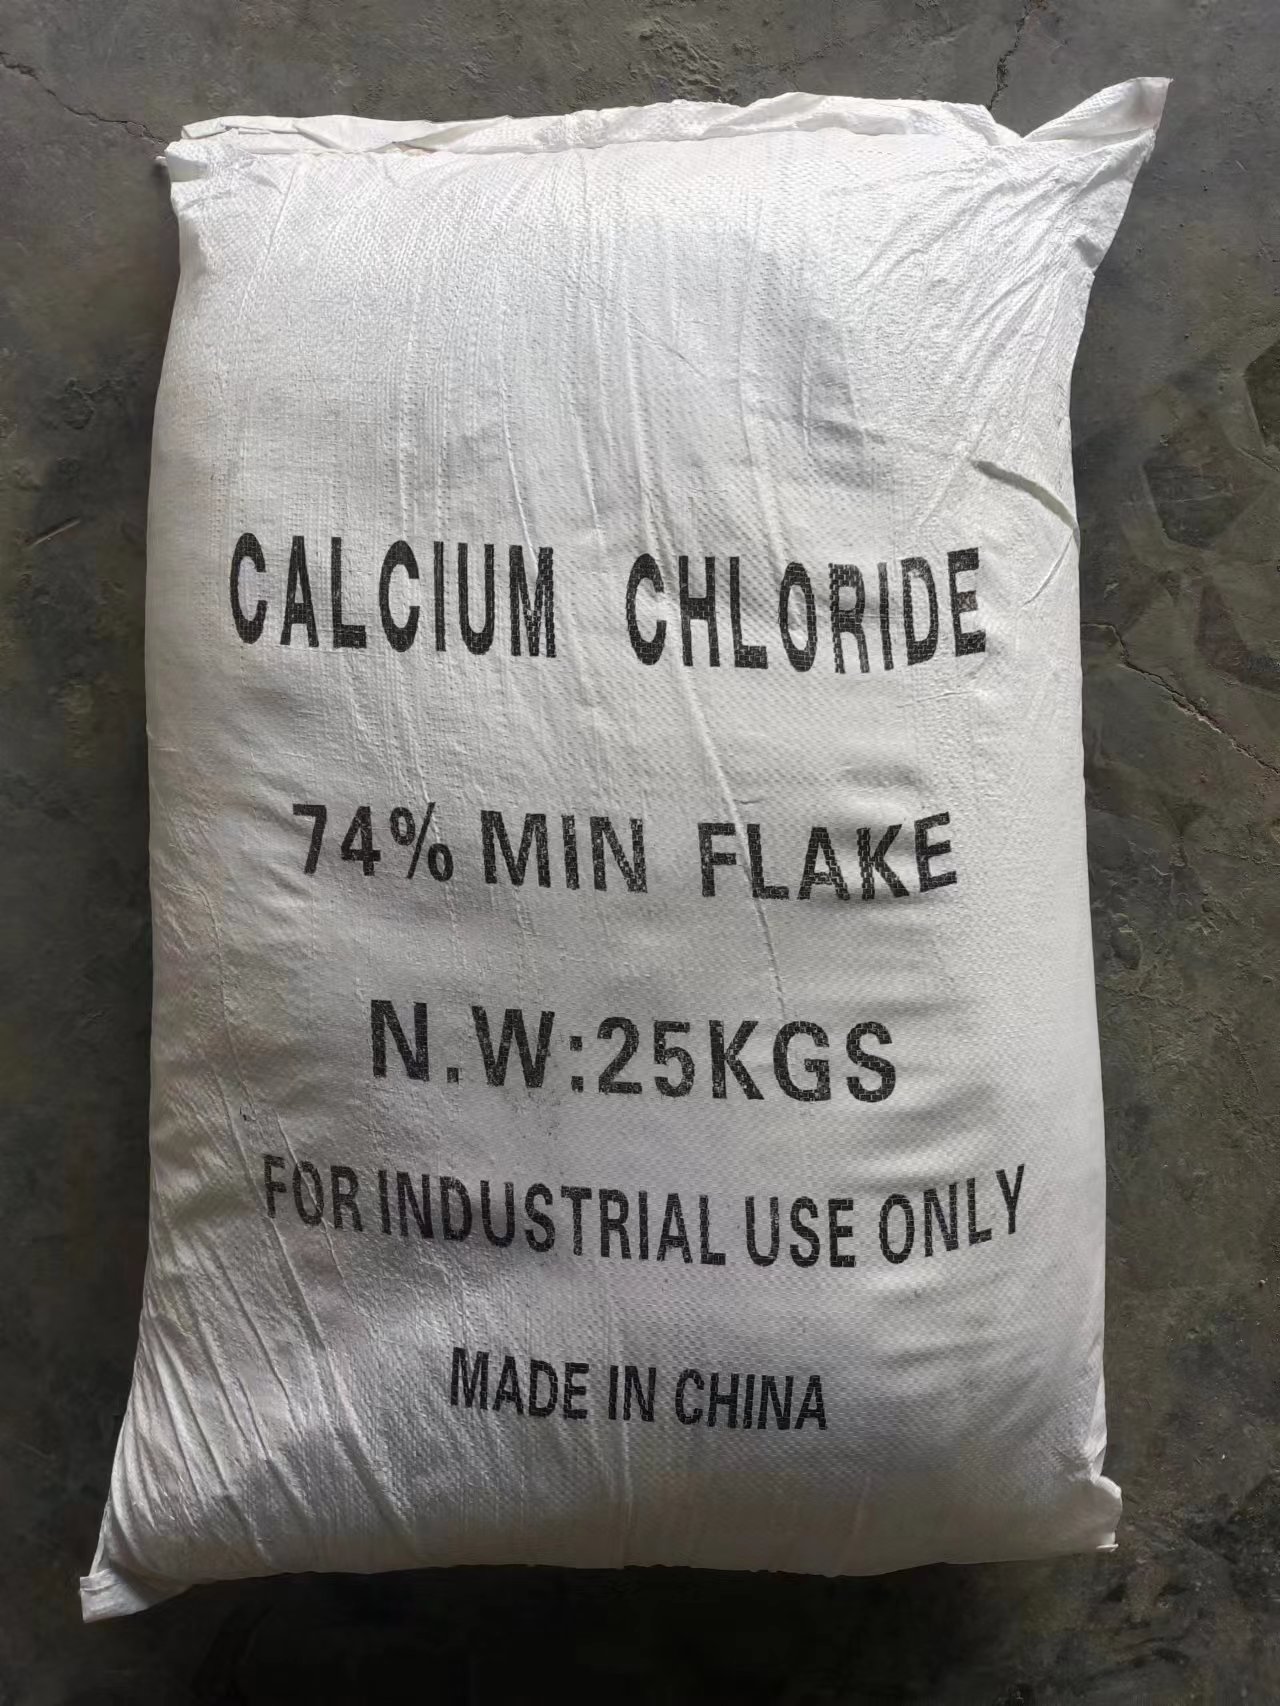 CALCIUM CHLORIDE
74% MIN FLAKE
N.W:25KGS
FOR INDUSTRIAL USE ONLY
MADE IN CHINA